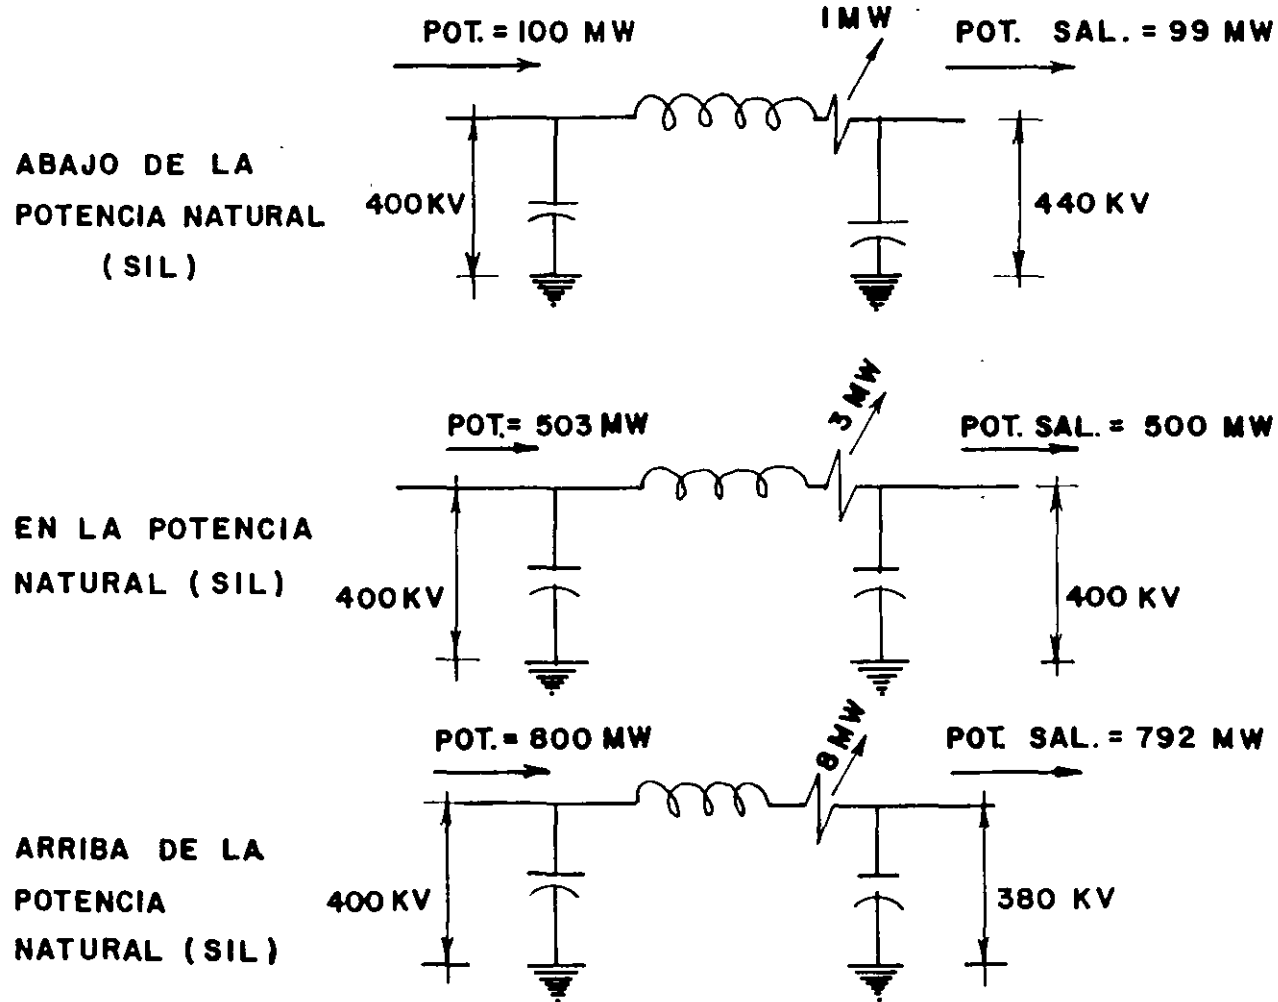 1 MW
POT. = 100 MW
POT. SAL. = 99 MW
ABAJO DE LA
POTENCIA NATURAL
(SIL)
400 KV
440 KV
3 MW
POT. = 503 MW
POT. SAL. = 500 MW
EN LA POTENCIA
NATURAL (SIL)
400 KV
400 KV
8 MW
POT. = 800 MW
POT. SAL. = 792 MW
ARRIBA DE LA
POTENCIA
NATURAL (SIL)
400 KV
380 KV